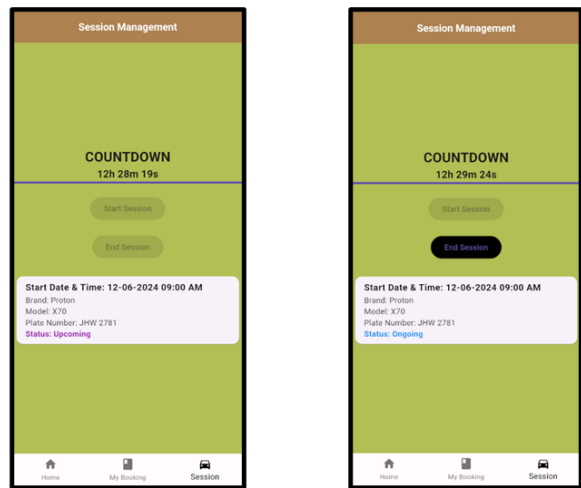 Session Management
COUNTDOWN
12h 28m 19s
Start Session
End Session
Start Date & Time: 12-06-2024 09:00 AM
Brand: Proton
Model: X70
Plate Number: JHW 2781
Status: Upcoming
Home
My Booking
Session
Session Management
COUNTDOWN
12h 29m 24s
Start Session
End Session
Start Date & Time: 12-06-2024 09:00 AM
Brand: Proton
Model: X70
Plate Number: JHW 2781
Status: Ongoing
Home
My Booking
Session